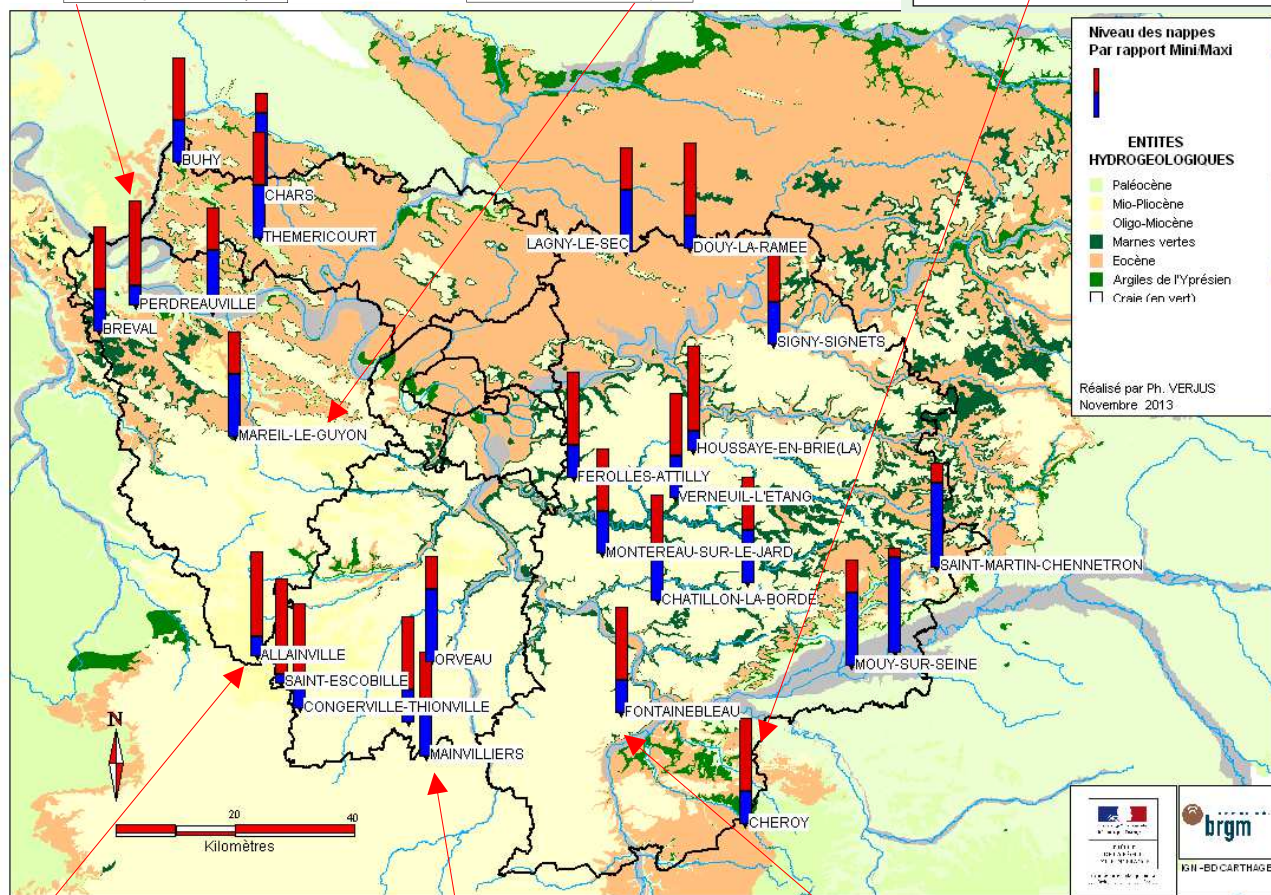 Niveau des nappes
Par rapport Mini/Maxi
ENTITES
HYDROGEOLOGIQUES
Paléocène
Mio-Pliocène
Oligo-Miocène
Marnes vertes
Eocène
Argiles de l'Yprésien
Craie (en vert)
Réalisé par Ph. VERJUS
Novembre 2013
BUHY
CHARS
THEMERICOURT
LAGNY-LE-SEC
DOUY-LA-RAMEE
PERDREAUVILLE
BREVAL
SIGNY-SIGNETS
MAREIL-LE-GUYON
HOUSSAYE-EN-BRIE(LA)
FEROLLES-ATTILLY
VERNEUIL-L'ETANG
MONTEREAU-SUR-LE-JARD
SAINT-MARTIN-CHENNETRON
CHATILLON-LA-BORDE
ALLAINVILLE
ORVEAU
MOUY-SUR-SEINE
SAINT-ESCOBILLE
CONGERVILLE-THIONVILLE
FONTAINEBLEAU
MAINVILLIERS
CHEROY
N
20
40
Kilomètres
brgm
IGN-BD CARTHAGE